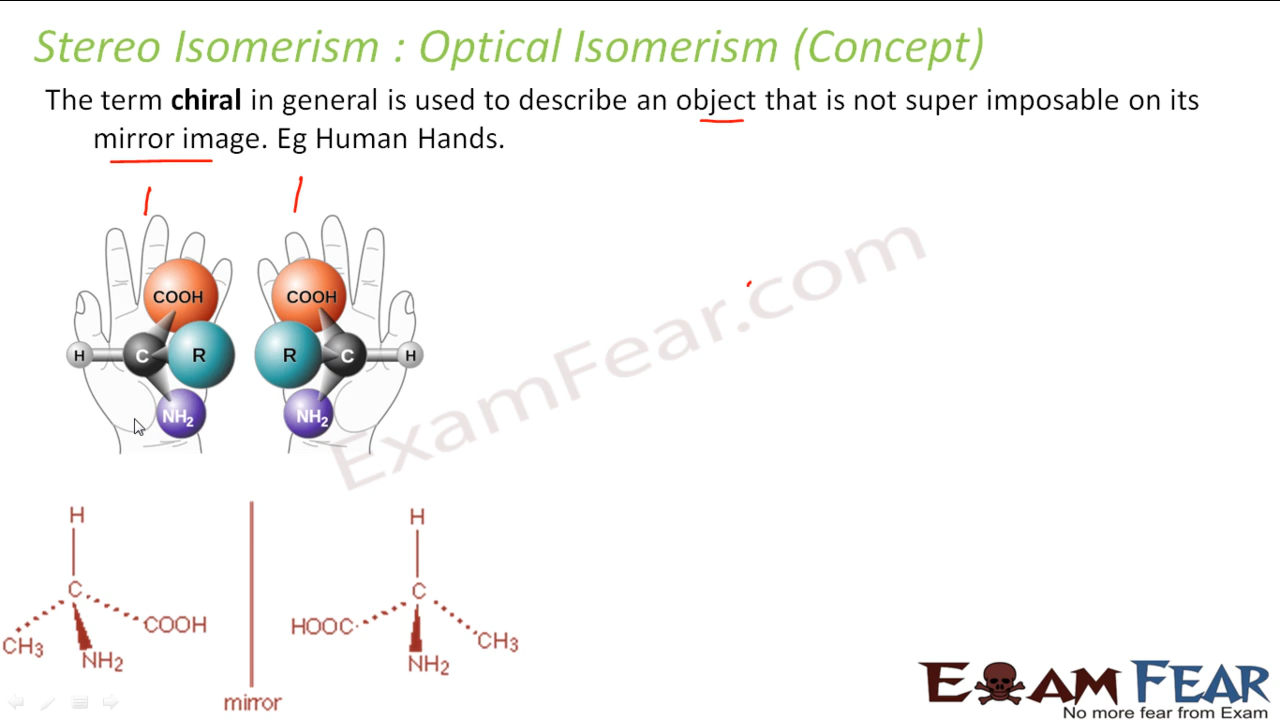 Stereo Isomerism : Optical Isomerism (Concept)
The term chiral in general is used to describe an object that is not super imposable on its
mirror image. Eg Human Hands.
COOH COOH
H C R R C H
NH₂ NH₂
ExamFear.com
H H
C C
CH₃ COOH HOOC CH₃
NH₂ NH₂
mirror
EXAM FEAR
No more fear from Exam